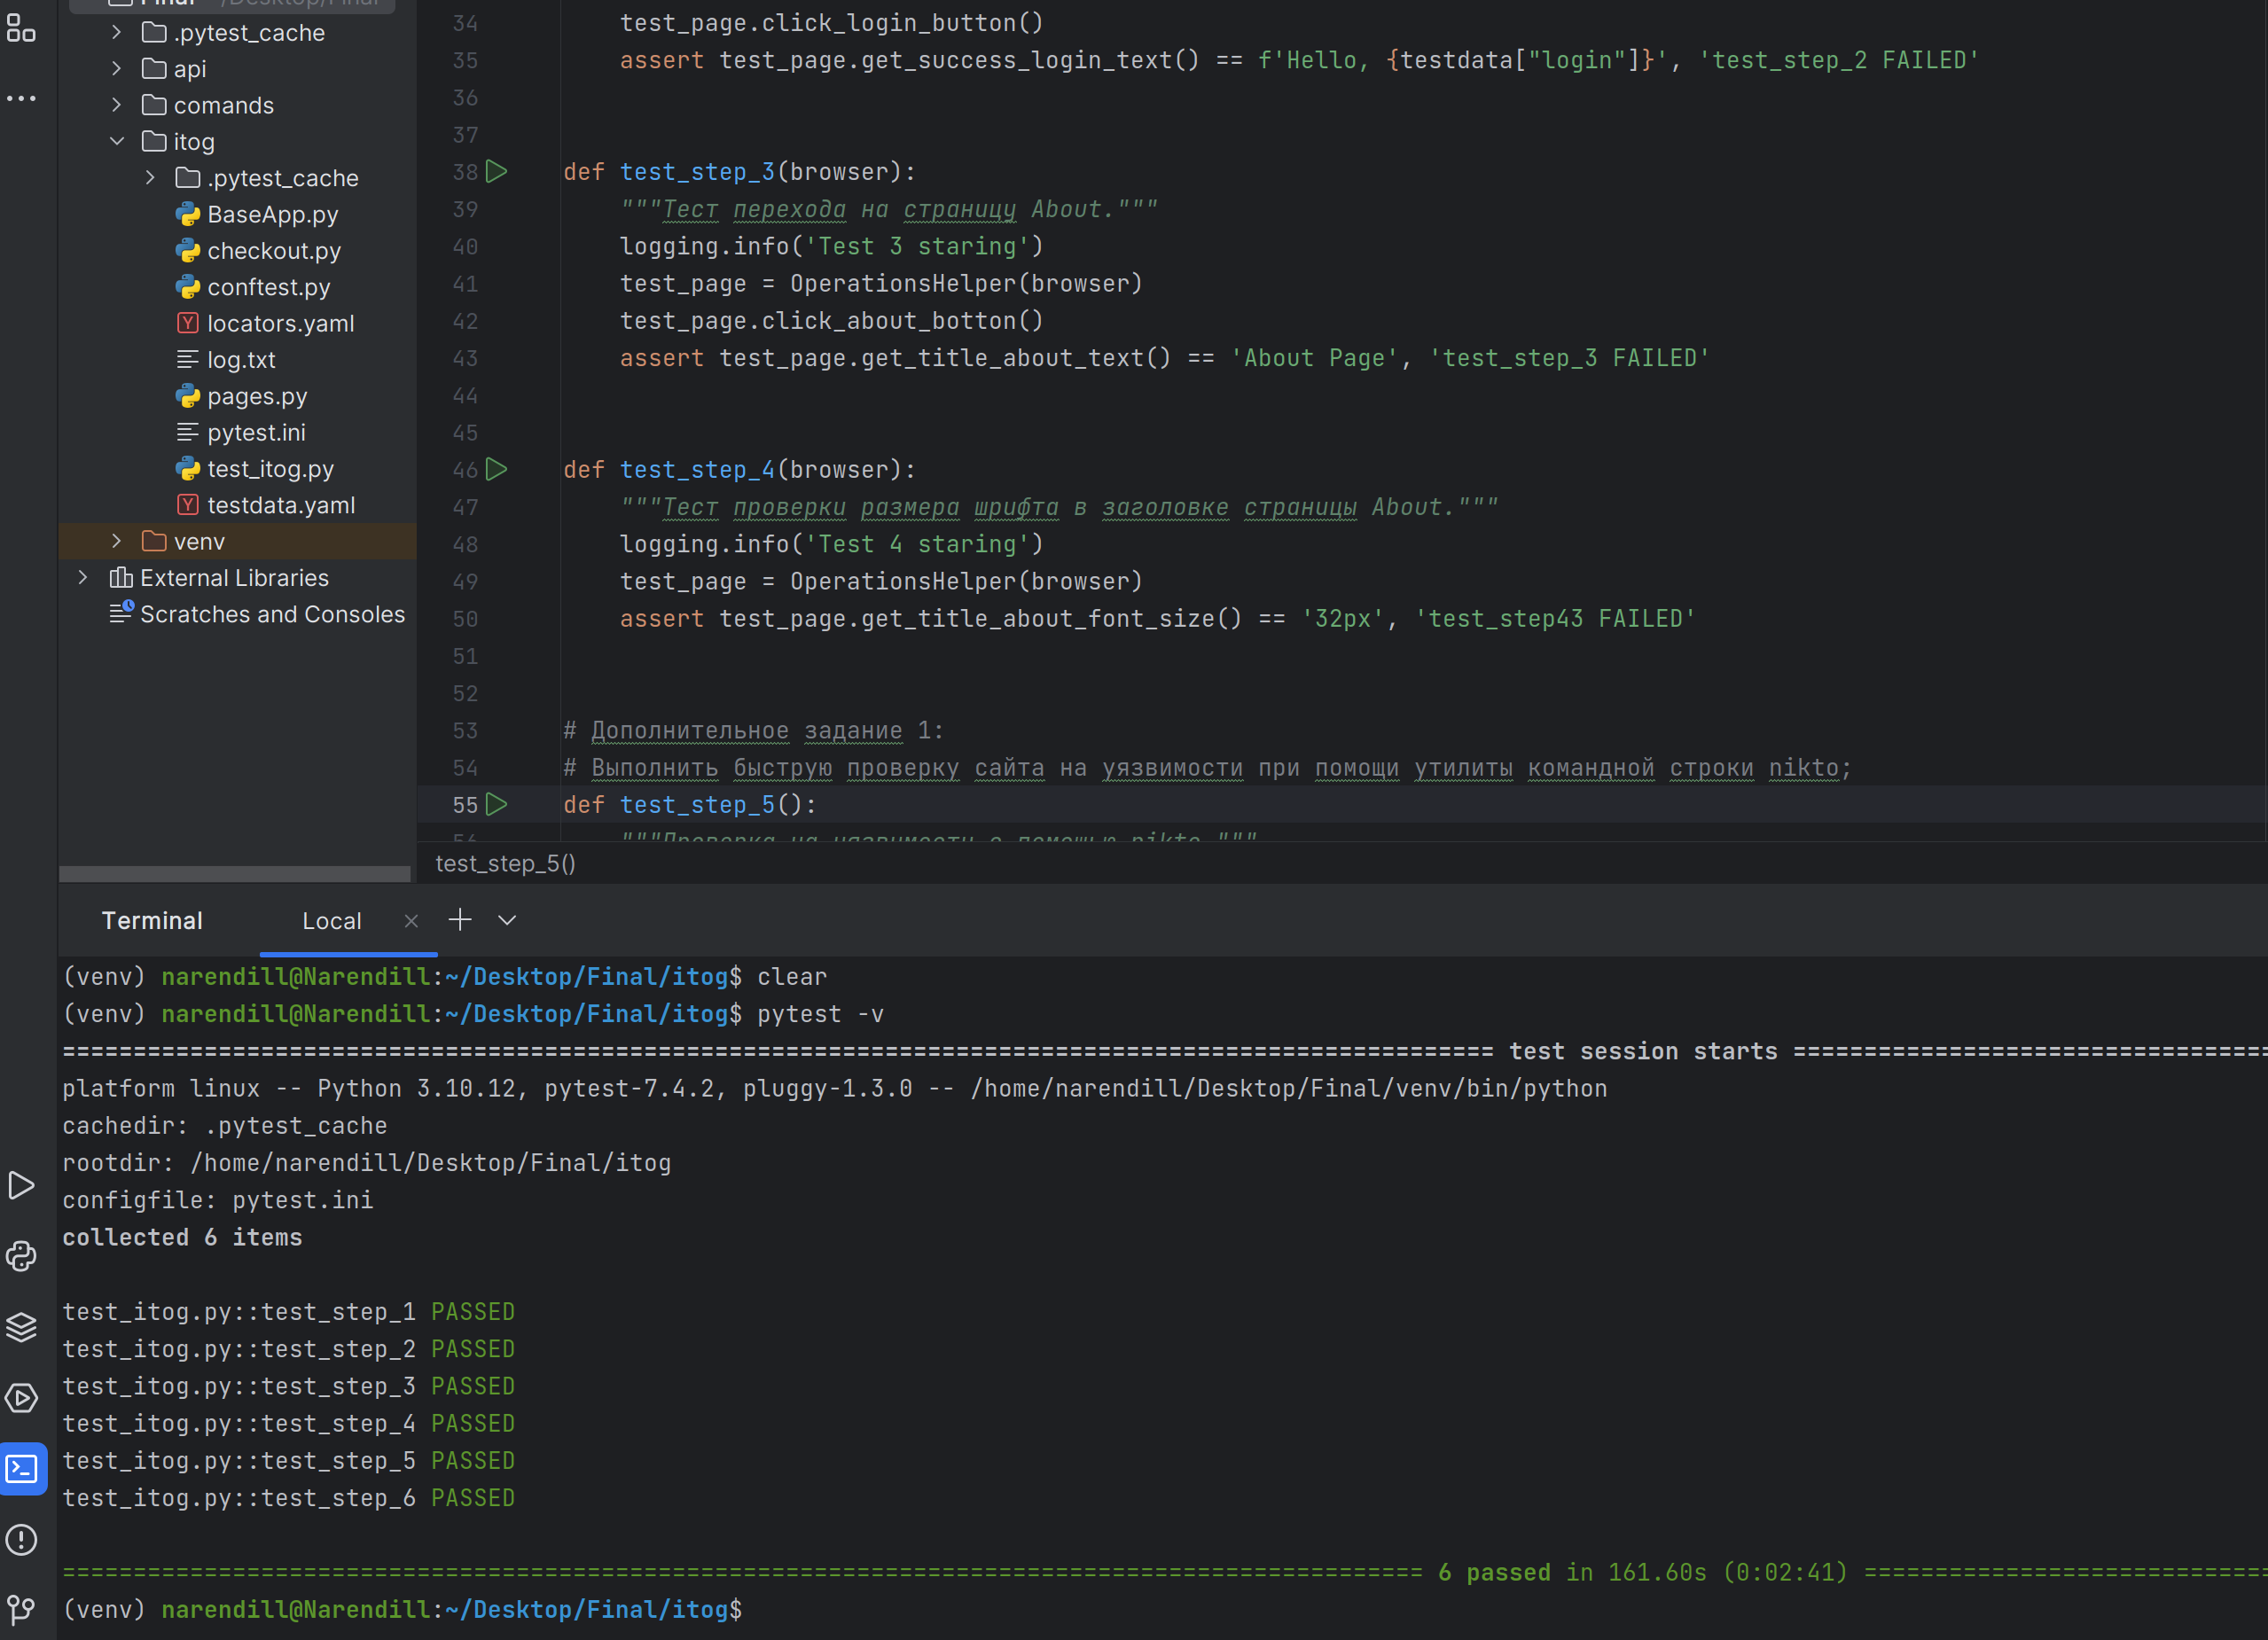 Final ~/Desktop/Final
.pytest_cache
api
comands
itog
.pytest_cache
BaseApp.py
checkout.py
conftest.py
locators.yaml
log.txt
pages.py
pytest.ini
test_itog.py
testdata.yaml
venv
External Libraries
Scratches and Consoles
34 test_page.click_login_button()
35 assert test_page.get_success_login_text() == f'Hello, {testdata["login"]}', 'test_step_2 FAILED'
36
37
38 def test_step_3(browser):
39 """Тест перехода на страницу About."""
40 logging.info('Test 3 staring')
41 test_page = OperationsHelper(browser)
42 test_page.click_about_botton()
43 assert test_page.get_title_about_text() == 'About Page', 'test_step_3 FAILED'
44
45
46 def test_step_4(browser):
47 """Тест проверки размера шрифта в заголовке страницы About."""
48 logging.info('Test 4 staring')
49 test_page = OperationsHelper(browser)
50 assert test_page.get_title_about_font_size() == '32px', 'test_step43 FAILED'
51
52
53 # Дополнительное задание 1:
54 # Выполнить быструю проверку сайта на уязвимости при помощи утилиты командной строки nikto;
55 def test_step_5():
56 """Проверка на уязвимости с помощью nikto."""
test_step_5()
Terminal Local
(venv) narendill@Narendill:~/Desktop/Final/itog$ clear
(venv) narendill@Narendill:~/Desktop/Final/itog$ pytest -v
===== test session starts =====
platform linux -- Python 3.10.12, pytest-7.4.2, pluggy-1.3.0 -- /home/narendill/Desktop/Final/venv/bin/python
cachedir: .pytest_cache
rootdir: /home/narendill/Desktop/Final/itog
configfile: pytest.ini
collected 6 items
test_itog.py::test_step_1 PASSED
test_itog.py::test_step_2 PASSED
test_itog.py::test_step_3 PASSED
test_itog.py::test_step_4 PASSED
test_itog.py::test_step_5 PASSED
test_itog.py::test_step_6 PASSED
===== 6 passed in 161.60s (0:02:41) =====
(venv) narendill@Narendill:~/Desktop/Final/itog$